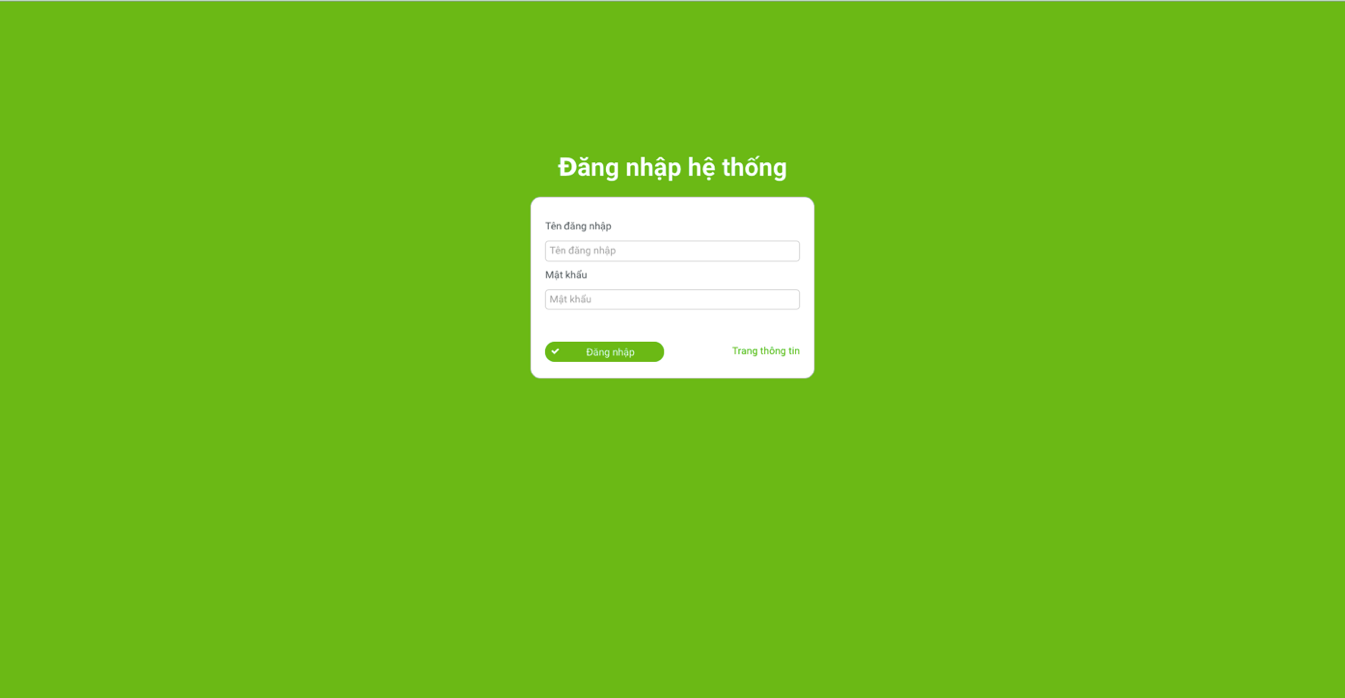 Đăng nhập hệ thống
Tên đăng nhập
Tên đăng nhập
Mật khẩu
Mật khẩu
Đăng nhập
Trang thông tin